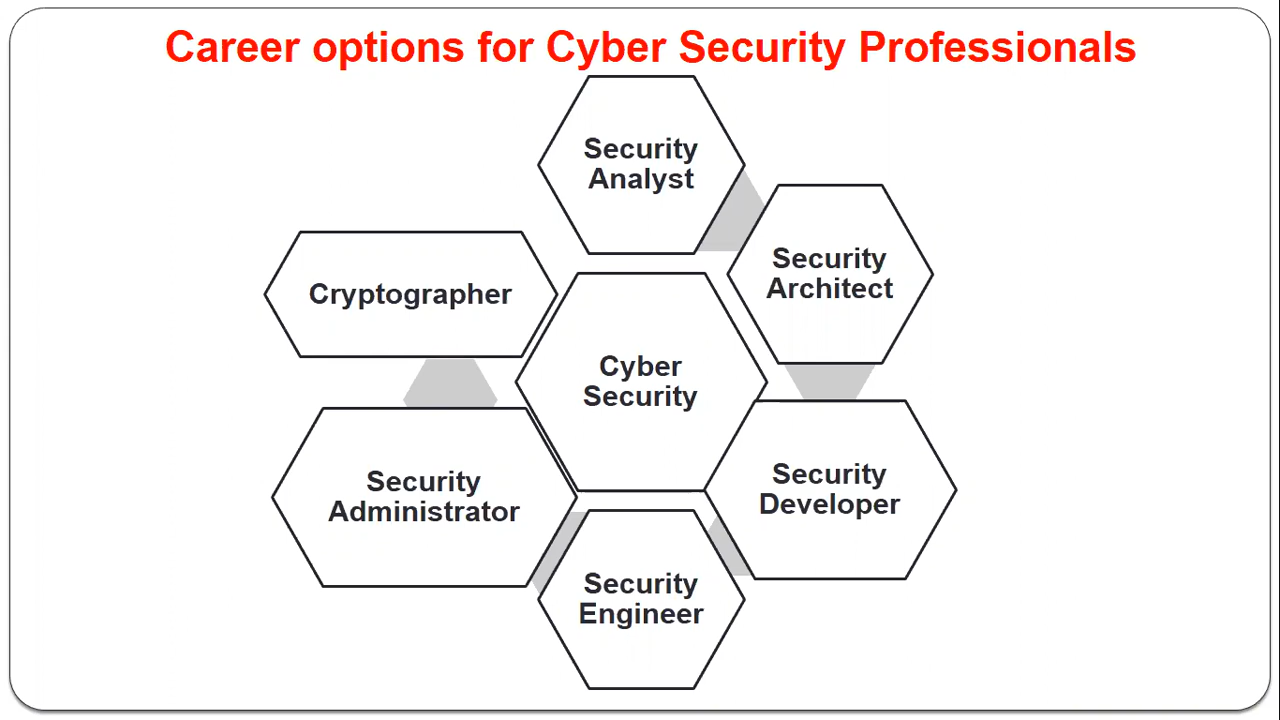 Career options for Cyber Security Professionals
Security
Analyst
Security
Architect
Cryptographer
Cyber
Security
Security
Developer
Security
Administrator
Security
Engineer